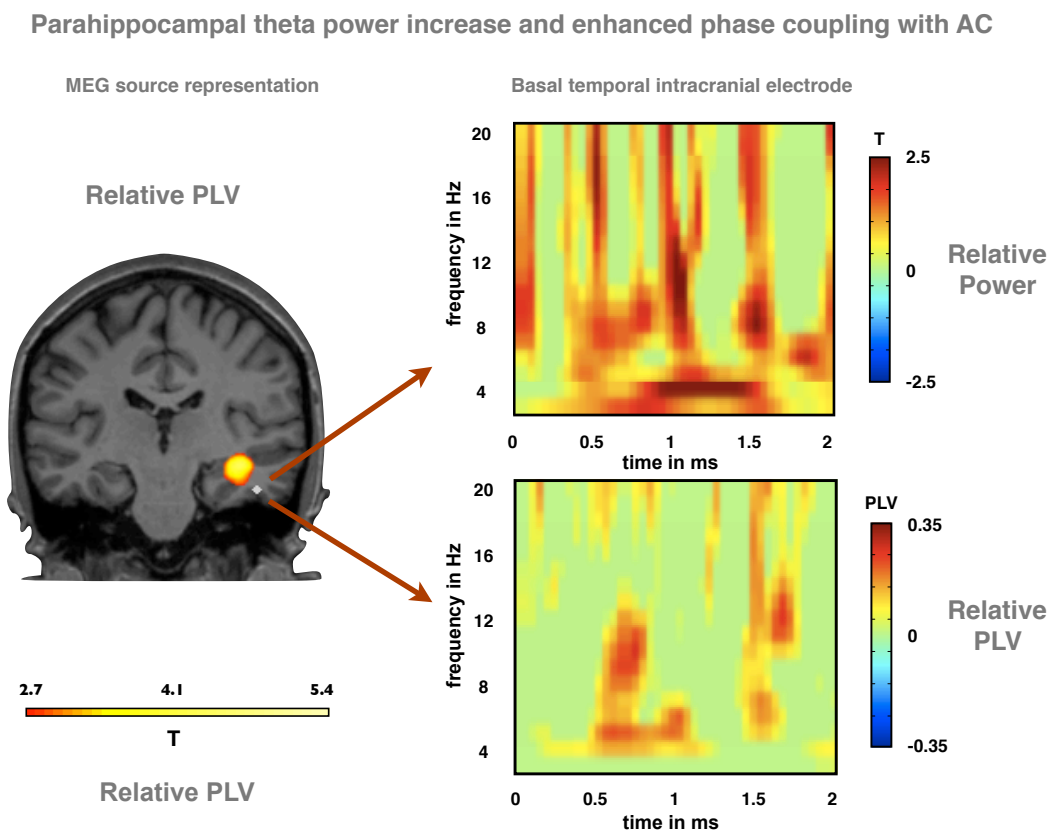 Parahippocampal theta power increase and enhanced phase coupling with AC
MEG source representation
Basal temporal intracranial electrode
Relative PLV
2.7 4.1 5.4
T
Relative PLV
frequency in Hz
20
16
12
8
4
0 0.5 1 1.5 2
time in ms
T
2.5
0
-2.5
Relative
Power
frequency in Hz
20
16
12
8
4
0 0.5 1 1.5 2
time in ms
PLV
0.35
0
-0.35
Relative
PLV